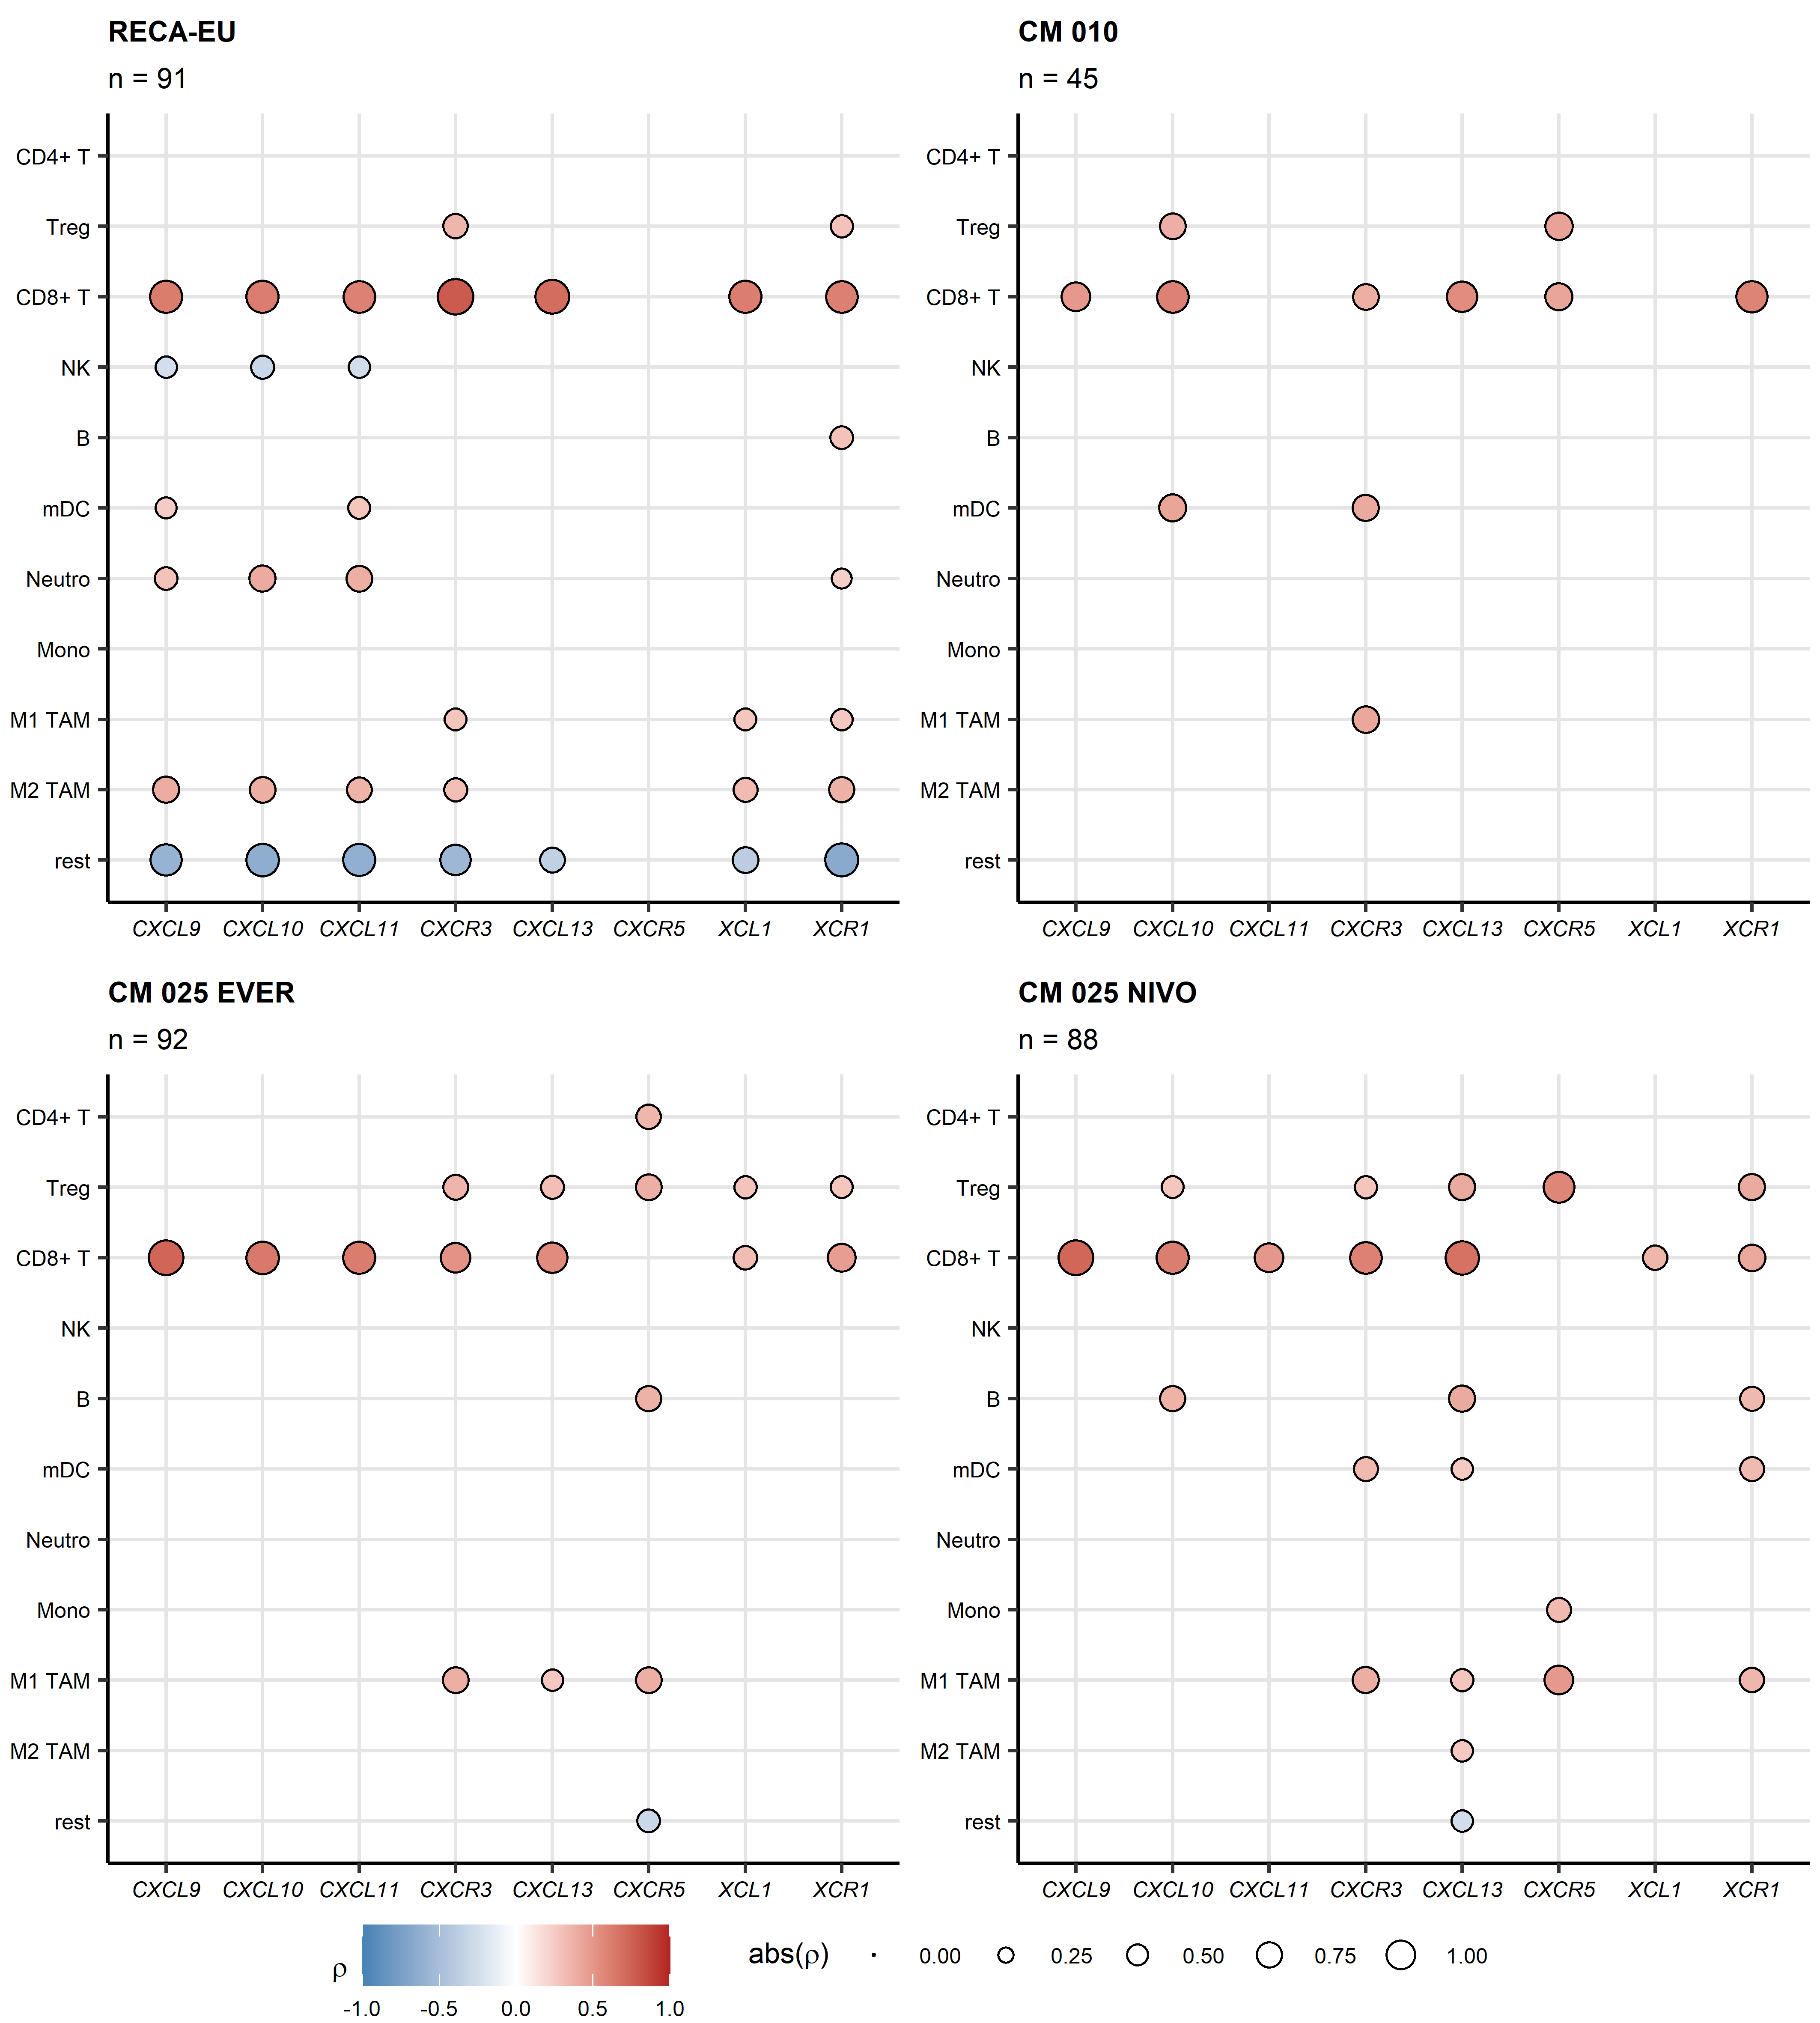 RECA-EU
n = 91
CD4+ T
Treg
CD8+ T
NK
B
mDC
Neutro
Mono
M1 TAM
M2 TAM
rest
CXCL9 CXCL10 CXCL11 CXCR3 CXCL13 CXCR5 XCL1 XCR1
CM 010
n = 45
CD4+ T
Treg
CD8+ T
NK
B
mDC
Neutro
Mono
M1 TAM
M2 TAM
rest
CXCL9 CXCL10 CXCL11 CXCR3 CXCL13 CXCR5 XCL1 XCR1
CM 025 EVER
n = 92
CD4+ T
Treg
CD8+ T
NK
B
mDC
Neutro
Mono
M1 TAM
M2 TAM
rest
CXCL9 CXCL10 CXCL11 CXCR3 CXCL13 CXCR5 XCL1 XCR1
CM 025 NIVO
n = 88
CD4+ T
Treg
CD8+ T
NK
B
mDC
Neutro
Mono
M1 TAM
M2 TAM
rest
CXCL9 CXCL10 CXCL11 CXCR3 CXCL13 CXCR5 XCL1 XCR1
ρ
-1.0 -0.5 0.0 0.5 1.0
abs(ρ) 0.00 0.25 0.50 0.75 1.00